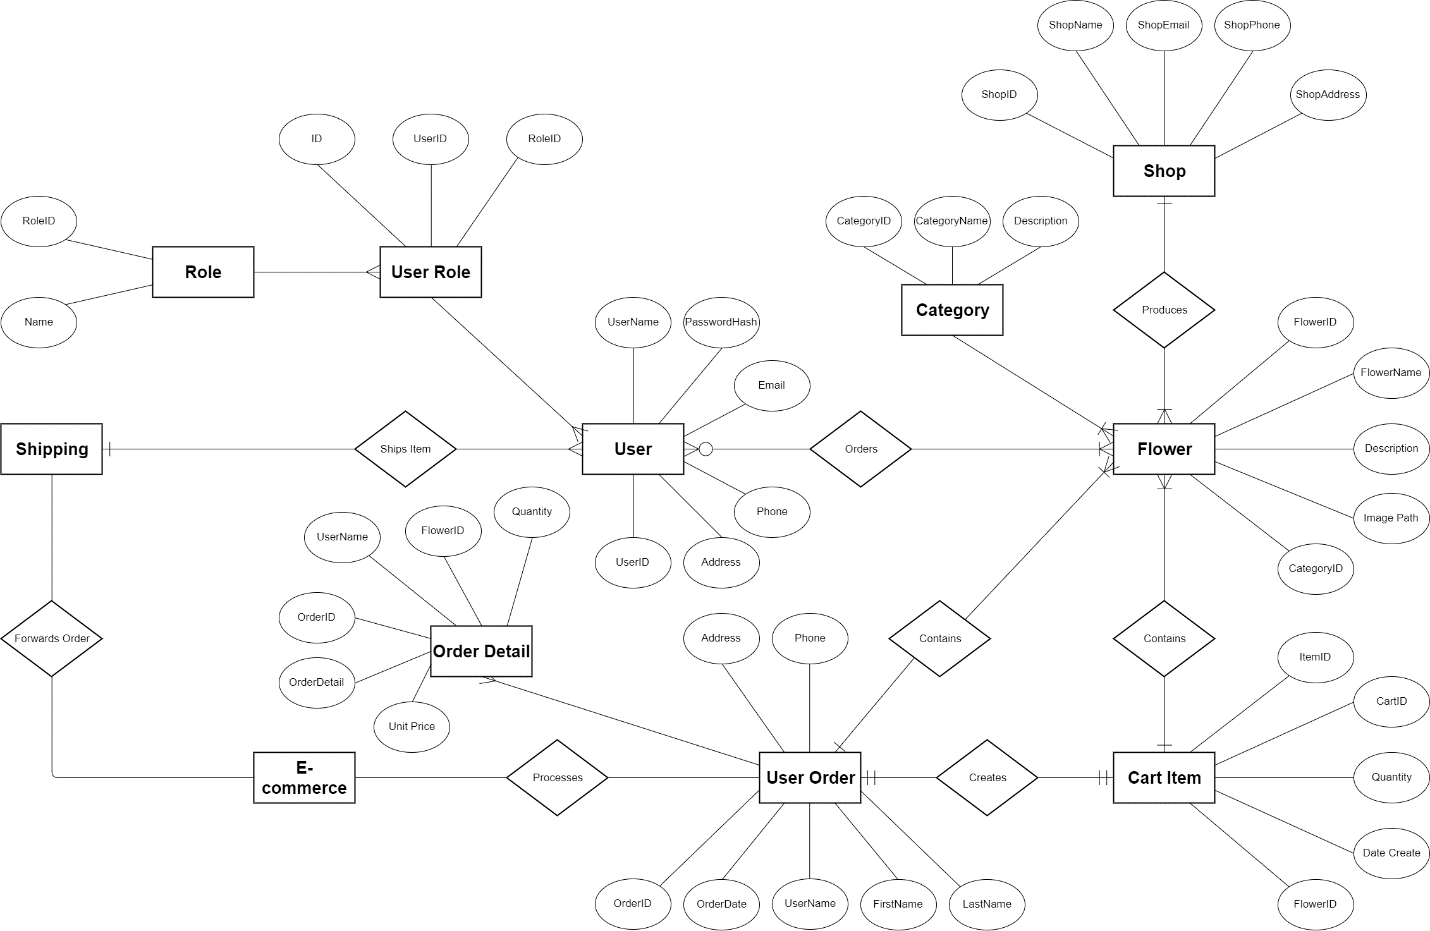 ShopName
ShopEmail
ShopPhone
ShopID
ShopAddress
Shop
ID
UserID
RoleID
RoleID
Role
User Role
Name
CategoryID
CategoryName
Description
Category
Produces
UserName
PasswordHash
FlowerID
Email
FlowerName
Shipping
Ships Item
User
Orders
Flower
Description
Quantity
Phone
Image Path
UserName
FlowerID
UserID
Address
CategoryID
OrderID
Forwards Order
Order Detail
Address
Phone
Contains
Contains
ItemID
OrderDetail
Unit Price
CartID
E-
commerce
Processes
User Order
Creates
Cart Item
Quantity
Date Create
OrderID
OrderDate
UserName
FirstName
LastName
FlowerID